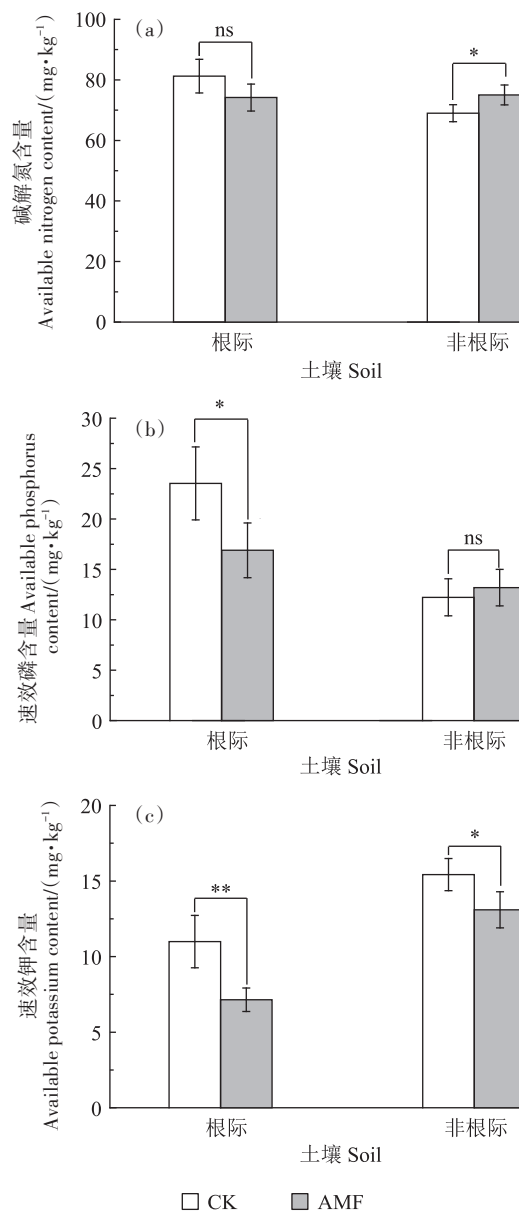 (a)
ns
*
100
80
60
40
20
0
碱解氮含量
Available nitrogen content/(mg•kg⁻¹)
根际
非根际
土壤 Soil
(b)
*
ns
30
25
20
15
10
5
0
速效磷含量 Available phosphorus
content/(mg•kg⁻¹)
根际
非根际
土壤 Soil
(c)
**
*
20
15
10
5
0
速效钾含量
Available potassium content/(mg•kg⁻¹)
根际
非根际
土壤 Soil
CK AMF